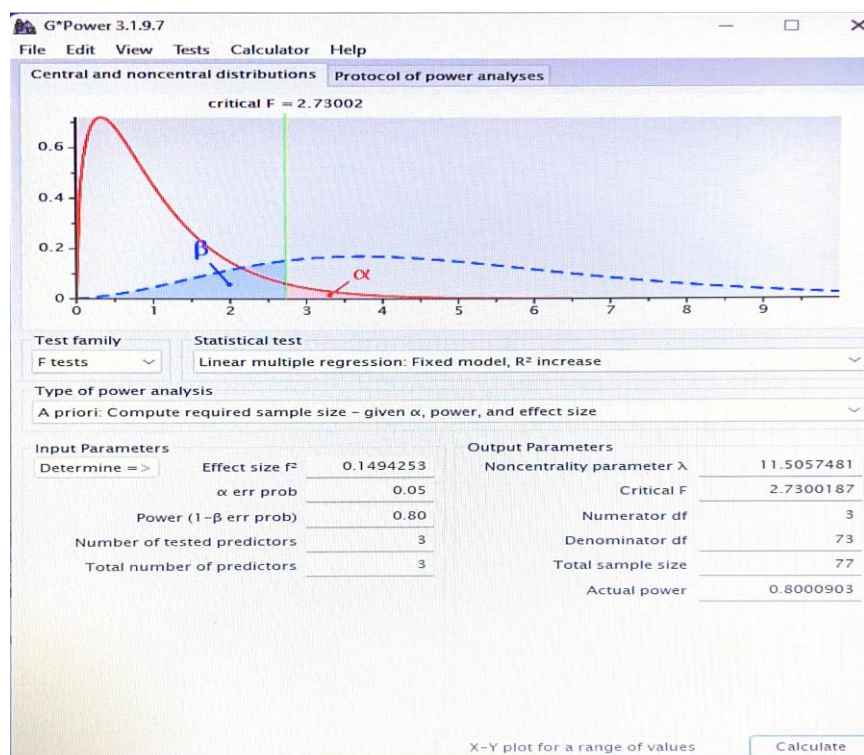 G*Power 3.1.9.7
File Edit View Tests Calculator Help
Central and noncentral distributions Protocol of power analyses
critical F = 2.73002
0.6
0.4
0.2
0
β
α
0 1 2 3 4 5 6 7 8 9
Test family Statistical test
F tests Linear multiple regression: Fixed model, R² increase
Type of power analysis
A priori: Compute required sample size – given α, power, and effect size
Input Parameters Output Parameters
Determine => Effect size f² 0.1494253 Noncentrality parameter λ 11.5057481
α err prob 0.05 Critical F 2.7300187
Power (1-β err prob) 0.80 Numerator df 3
Number of tested predictors 3 Denominator df 73
Total number of predictors 3 Total sample size 77
Actual power 0.8000903
X-Y plot for a range of values Calculate